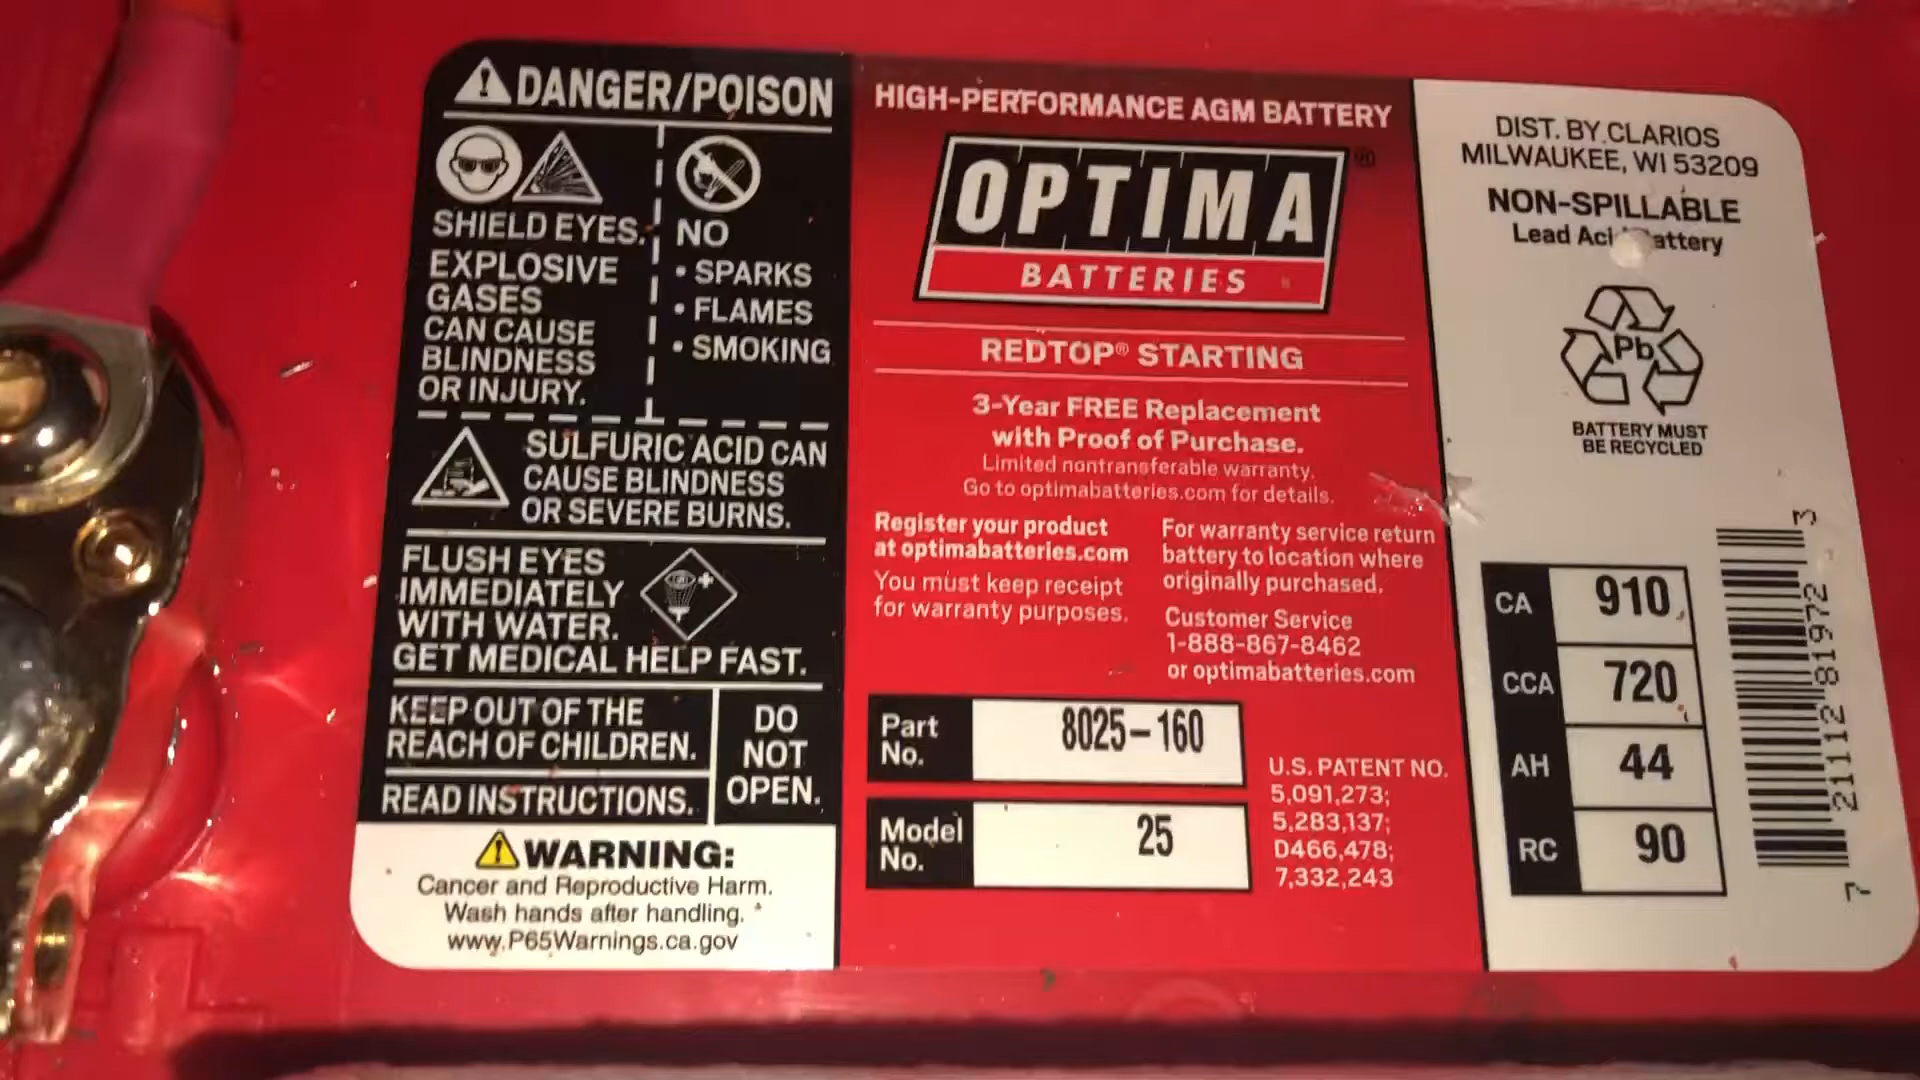 DANGER/POISON
SHIELD EYES.
EXPLOSIVE
GASES
CAN CAUSE
BLINDNESS
OR INJURY.
NO
• SPARKS
• FLAMES
• SMOKING
SULFURIC ACID CAN
CAUSE BLINDNESS
OR SEVERE BURNS.
FLUSH EYES
IMMEDIATELY
WITH WATER.
GET MEDICAL HELP FAST.
KEEP OUT OF THE
REACH OF CHILDREN.
READ INSTRUCTIONS.
DO
NOT
OPEN.
WARNING:
Cancer and Reproductive Harm.
Wash hands after handling.
www.P65Warnings.ca.gov
HIGH-PERFORMANCE AGM BATTERY
OPTIMA®
BATTERIES
REDTOP® STARTING
3-Year FREE Replacement
with Proof of Purchase.
Limited nontransferable warranty.
Go to optimabatteries.com for details.
Register your product
at optimabatteries.com
You must keep receipt
for warranty purposes.
For warranty service return
battery to location where
originally purchased.
Customer Service
1-888-867-8462
or optimabatteries.com
Part No. 8025-160
Model No. 25
U.S. PATENT NO.
5,091,273;
5,283,137;
D466,478;
7,332,243
DIST. BY CLARIOS
MILWAUKEE, WI 53209
NON-SPILLABLE
Lead Acid Battery
Pb
BATTERY MUST
BE RECYCLED
CA 910
CCA 720
AH 44
RC 90
7 21112 81972 3